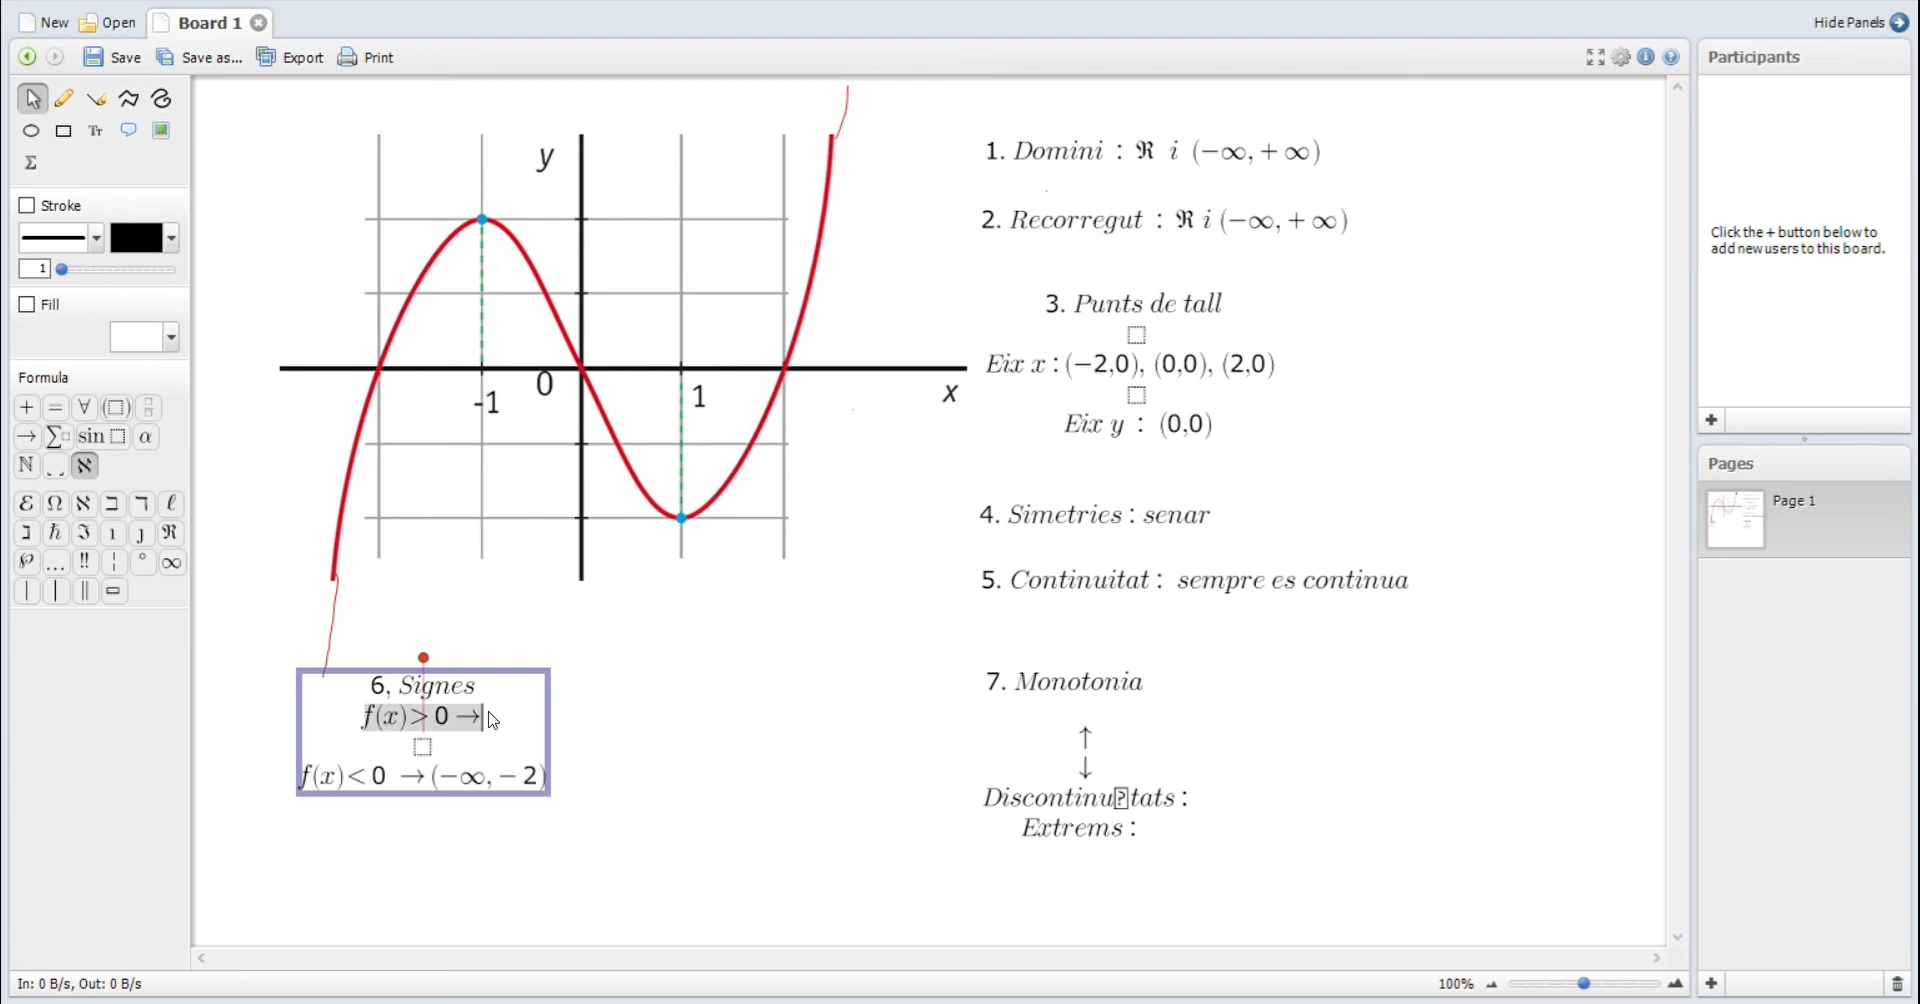 New Open Board 1 Hide Panels
Save Save as... Export Print
Participants
Click the + button below to
add new users to this board.
Tr
Σ
Stroke
1
Fill
Formula
+ = ∀ (□)
→ Σ□ sin □ α
ℕ ℵ
ℰ Ω ℵ ℶ ℸ ℓ
ℷ ℏ ℑ ı ȷ ℜ
℘ ... !! ¦ ° ∞
| | ‖ ▭
y
0
-1
1
x
1. Domini : ℜ i (−∞,+ ∞)
2. Recorregut : ℜ i (−∞,+ ∞)
3. Punts de tall
Eix x :(−2,0), (0,0), (2,0)
Eix y : (0,0)
4. Simetries : senar
5. Continuitat : sempre es continua
6, Signes
f(x)>0 →
f(x)<0 →(−∞,− 2)
7. Monotonia
↑
↓
Discontinu�tats :
Extrems :
Pages
Page 1
In: 0 B/s, Out: 0 B/s
100%